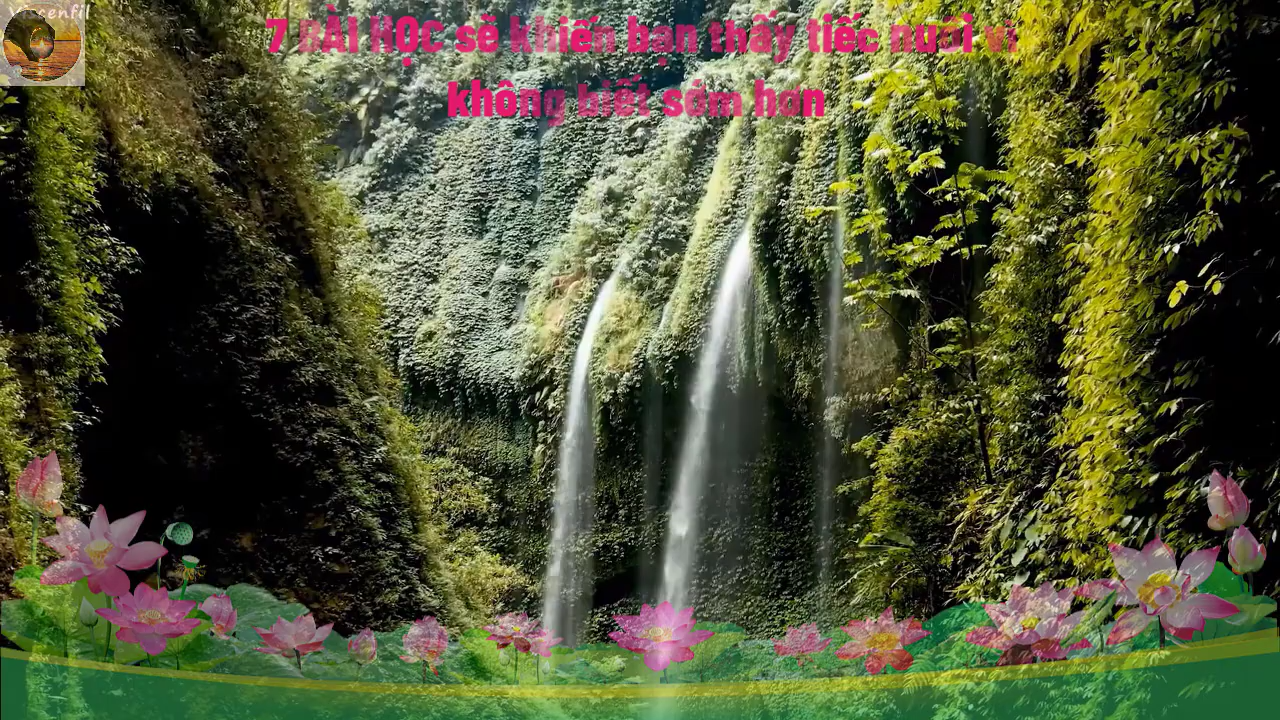 7 BÀI HỌC sẽ khiến bạn thấy tiếc nuối vì
không biết sớm hơn